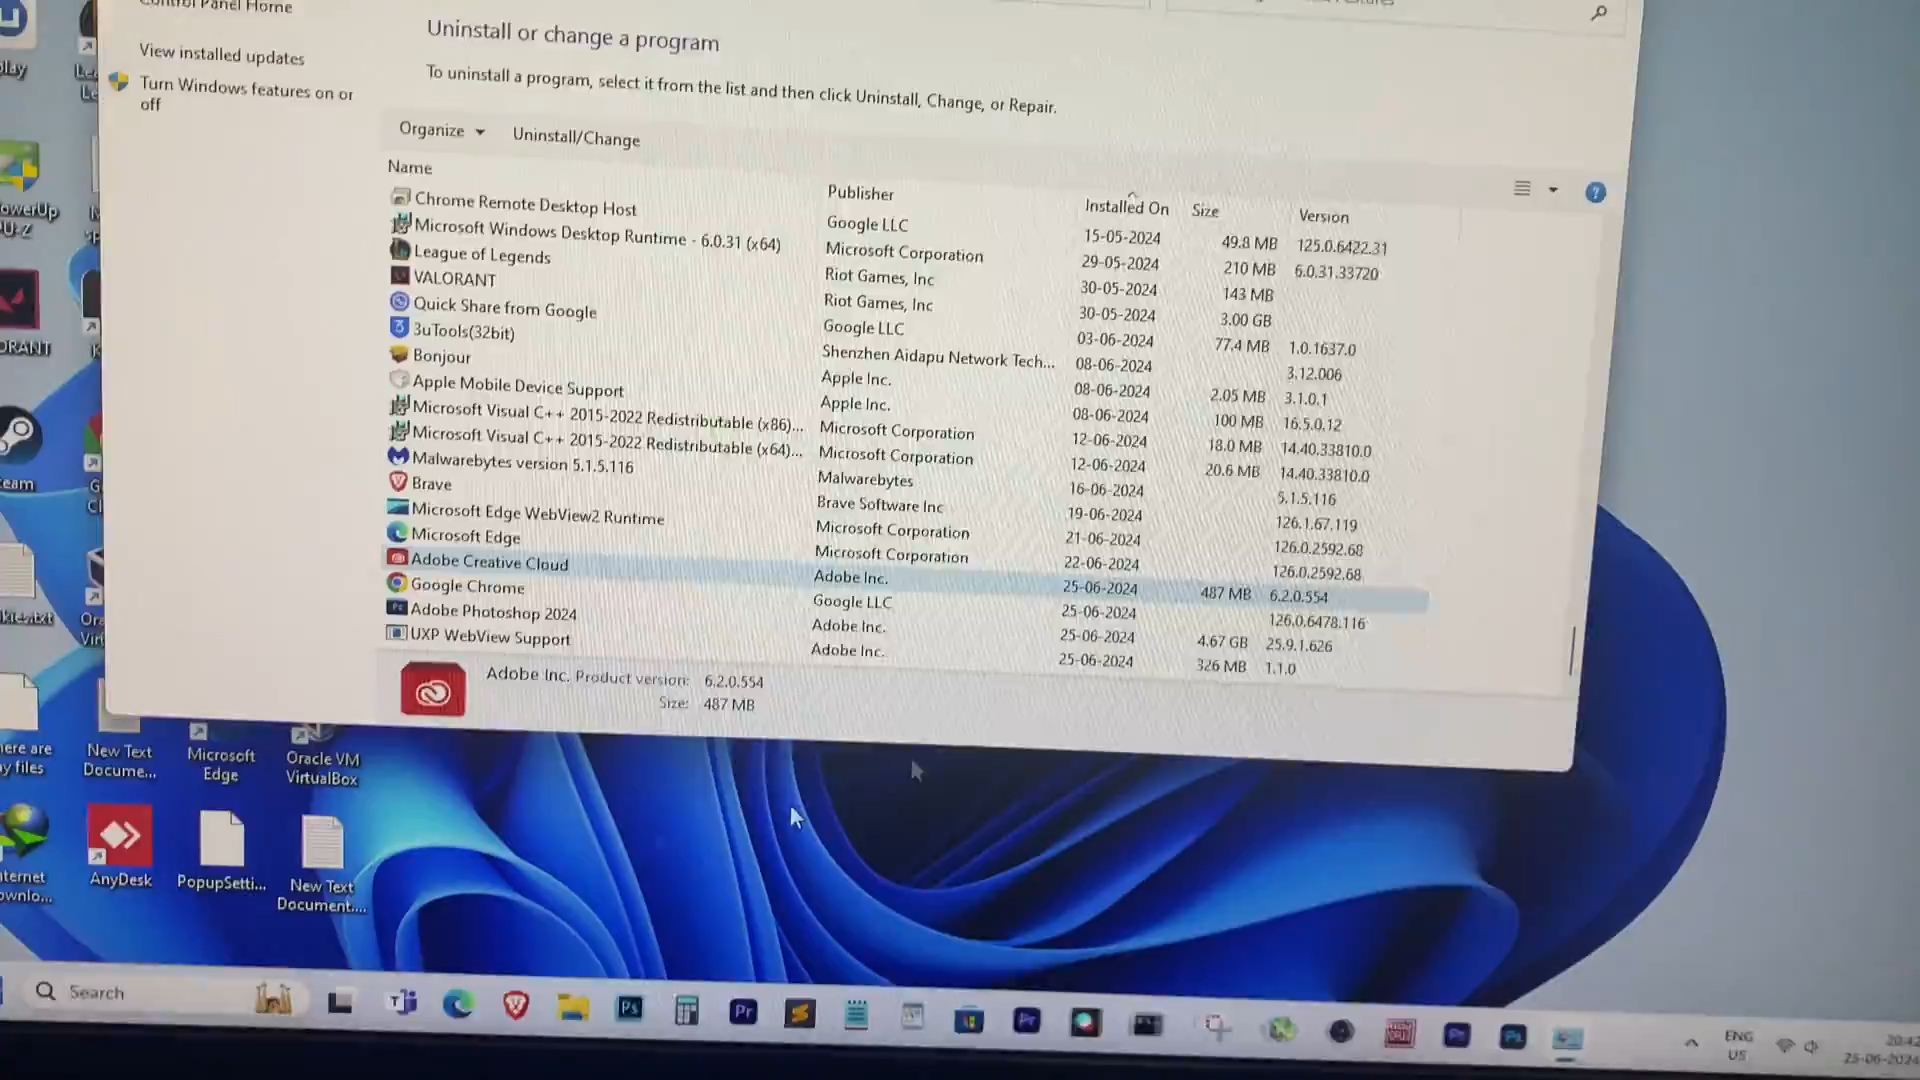 Control Panel Home
View installed updates
Turn Windows features on or
off
Uninstall or change a program
To uninstall a program, select it from the list and then click Uninstall, Change, or Repair.
Organize
Uninstall/Change
Name Publisher Installed On Size Version
Chrome Remote Desktop Host Google LLC 15-05-2024 49.8 MB 125.0.6422.31
Microsoft Windows Desktop Runtime - 6.0.31 (x64) Microsoft Corporation 29-05-2024 210 MB 6.0.31.33720
League of Legends Riot Games, Inc 30-05-2024 143 MB
VALORANT Riot Games, Inc 30-05-2024 3.00 GB
Quick Share from Google Google LLC 03-06-2024 77.4 MB 1.0.1637.0
3uTools(32bit) Shenzhen Aidapu Network Tech... 08-06-2024 3.12.006
Bonjour Apple Inc. 08-06-2024 2.05 MB 3.1.0.1
Apple Mobile Device Support Apple Inc. 08-06-2024 100 MB 16.5.0.12
Microsoft Visual C++ 2015-2022 Redistributable (x86)... Microsoft Corporation 12-06-2024 18.0 MB 14.40.33810.0
Microsoft Visual C++ 2015-2022 Redistributable (x64)... Microsoft Corporation 12-06-2024 20.6 MB 14.40.33810.0
Malwarebytes version 5.1.5.116 Malwarebytes 16-06-2024 5.1.5.116
Brave Brave Software Inc 19-06-2024 126.1.67.119
Microsoft Edge WebView2 Runtime Microsoft Corporation 21-06-2024 126.0.2592.68
Microsoft Edge Microsoft Corporation 22-06-2024 126.0.2592.68
Adobe Creative Cloud Adobe Inc. 25-06-2024 487 MB 6.2.0.554
Google Chrome Google LLC 25-06-2024 126.0.6478.116
Adobe Photoshop 2024 Adobe Inc. 25-06-2024 4.67 GB 25.9.1.626
UXP WebView Support Adobe Inc. 25-06-2024 326 MB 1.1.0
Adobe Inc. Product version: 6.2.0.554
Size: 487 MB
New Text
Docume...
Microsoft
Edge
Oracle VM
VirtualBox
AnyDesk
PopupSetti...
New Text
Document....
Search
Ps
Pr
ENG
US
20:42
25-06-2024